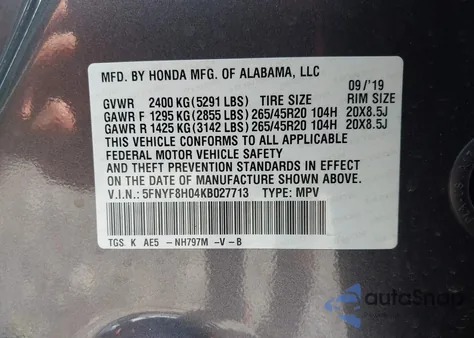 MFD. BY HONDA MFG. OF ALABAMA, LLC
09/'19
GVWR 2400 KG (5291 LBS) TIRE SIZE RIM SIZE
GAWR F 1295 KG (2855 LBS) 265/45R20 104H 20X8.5J
GAWR R 1425 KG (3142 LBS) 265/45R20 104H 20X8.5J
THIS VEHICLE CONFORMS TO ALL APPLICABLE
FEDERAL MOTOR VEHICLE SAFETY
AND THEFT PREVENTION STANDARDS IN EFFECT
ON THE DATE OF MANUFACTURE SHOWN ABOVE.
V.I.N.: 5FNYF8H04KB027713 TYPE: MPV
TGS K AE5 -NH797M -V-B
autoSnap